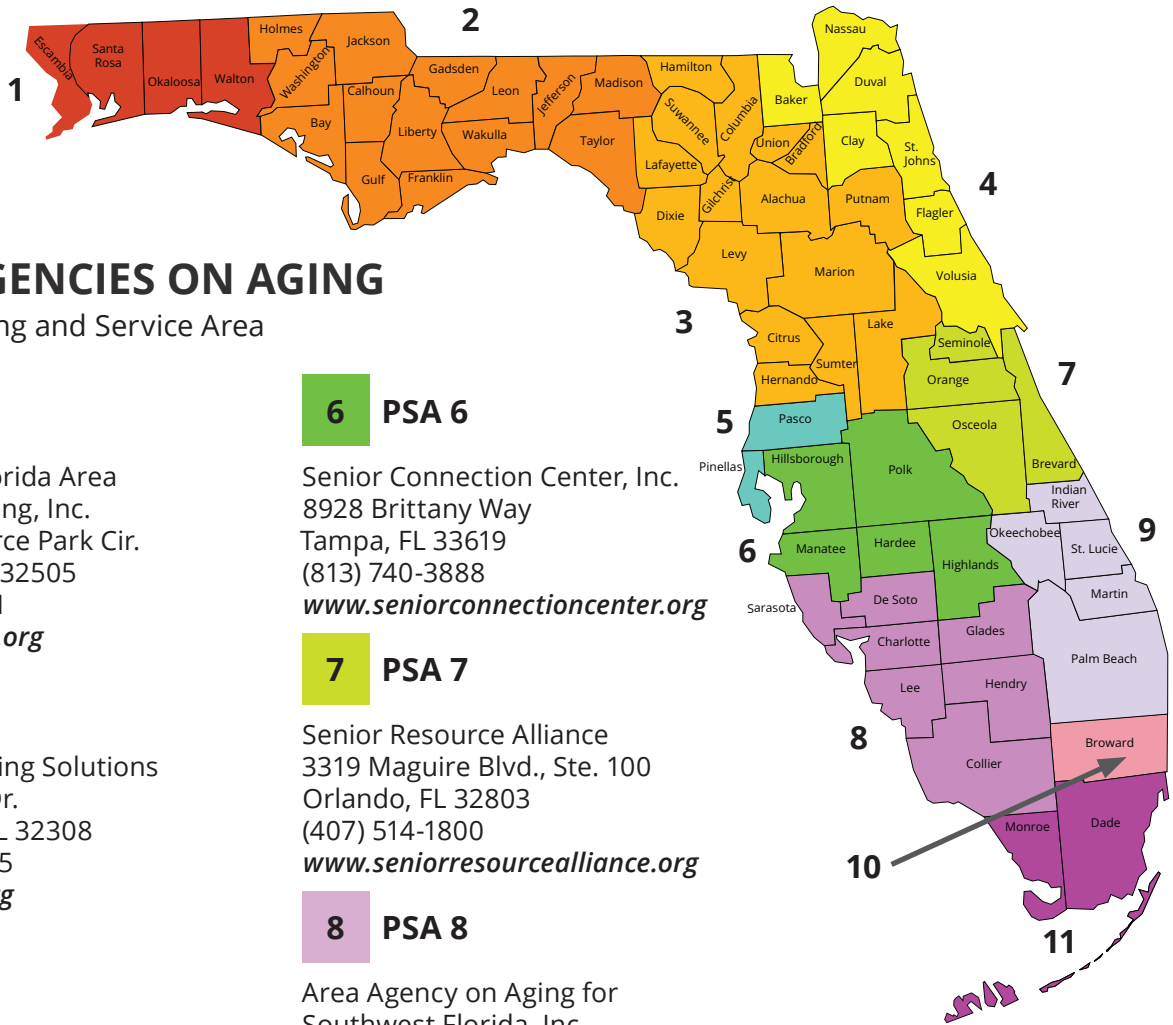 2
1
Escambia
Santa
Rosa
Okaloosa
Walton
Holmes
Washington
Jackson
Bay
Calhoun
Gulf
Liberty
Gadsden
Franklin
Leon
Wakulla
Jefferson
Madison
Taylor
Hamilton
Suwannee
Lafayette
Columbia
Dixie
Gilchrist
Baker
Union
Bradford
Alachua
Levy
Nassau
Duval
Clay
St.
Johns
Putnam
Flagler
4
Marion
Volusia
3
Citrus
Sumter
Lake
Hernando
Seminole
Orange
7
Osceola
Brevard
5
Pasco
Pinellas
Hillsborough
Polk
6
Manatee
Hardee
Highlands
Indian
River
Okeechobee
St. Lucie
9
Martin
Palm Beach
Sarasota
De Soto
Charlotte
Glades
Lee
Hendry
8
Collier
Broward
10
Monroe
Dade
11
GENCIES ON AGING
ng and Service Area
orida Area
ng, Inc.
rce Park Cir.
32505
.org
ing Solutions
Dr.
L 32308
5
g
6 PSA 6
Senior Connection Center, Inc.
8928 Brittany Way
Tampa, FL 33619
(813) 740-3888
www.seniorconnectioncenter.org
7 PSA 7
Senior Resource Alliance
3319 Maguire Blvd., Ste. 100
Orlando, FL 32803
(407) 514-1800
www.seniorresourcealliance.org
8 PSA 8
Area Agency on Aging for
Southwest Florida, Inc.